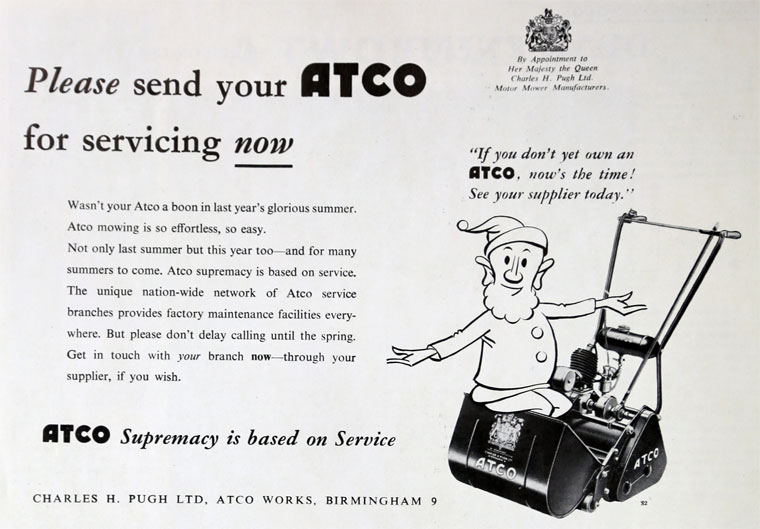 By Appointment to
Her Majesty the Queen
Charles H. Pugh Ltd.
Motor Mower Manufacturers.
Please send your ATCO
for servicing now
"If you don't yet own an
ATCO, now's the time!
See your supplier today."
Wasn't your Atco a boon in last year's glorious summer.
Atco mowing is so effortless, so easy.
Not only last summer but this year too—and for many
summers to come. Atco supremacy is based on service.
The unique nation-wide network of Atco service
branches provides factory maintenance facilities every-
where. But please don't delay calling until the spring.
Get in touch with your branch now—through your
supplier, if you wish.
ATCO Supremacy is based on Service
ATCO
ATCO
CHARLES H. PUGH LTD, ATCO WORKS, BIRMINGHAM 9
S2